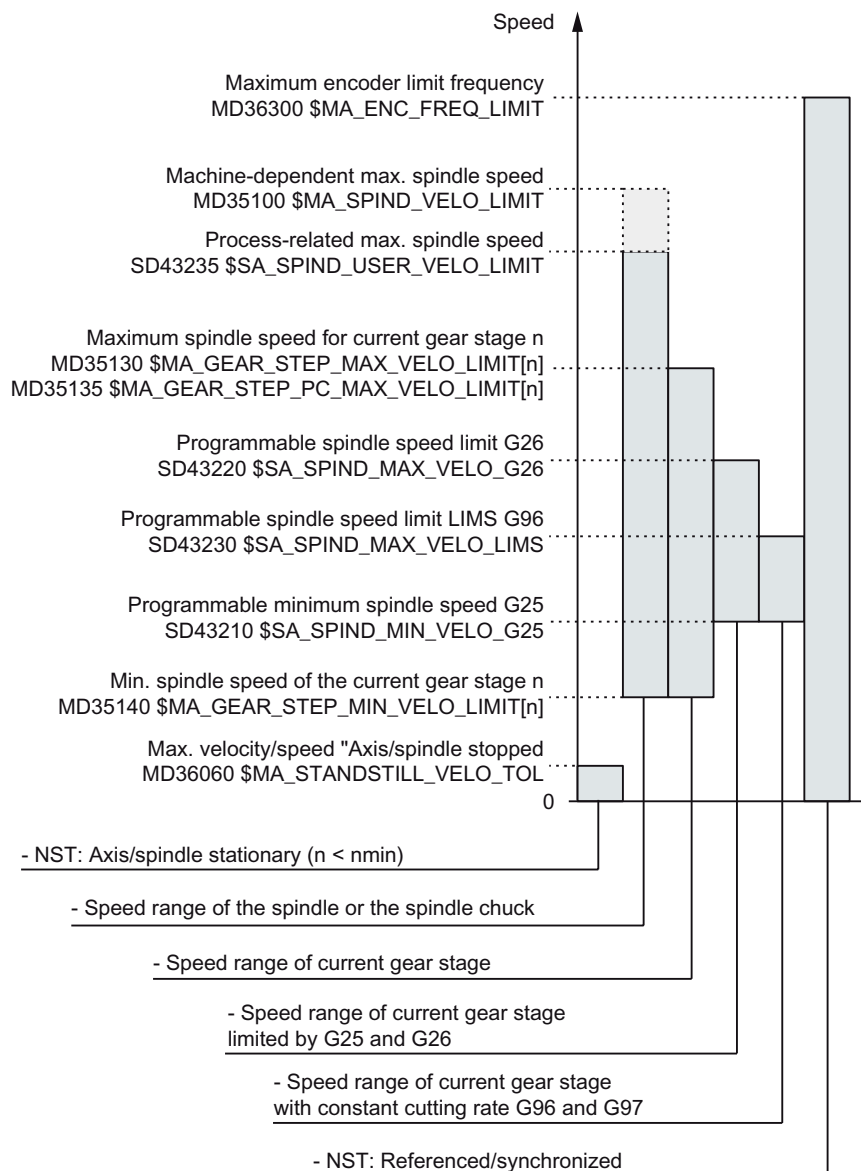 Speed
Maximum encoder limit frequency
MD36300 $MA_ENC_FREQ_LIMIT
Machine-dependent max. spindle speed
MD35100 $MA_SPIND_VELO_LIMIT
Process-related max. spindle speed
SD43235 $SA_SPIND_USER_VELO_LIMIT
Maximum spindle speed for current gear stage n
MD35130 $MA_GEAR_STEP_MAX_VELO_LIMIT[n]
MD35135 $MA_GEAR_STEP_PC_MAX_VELO_LIMIT[n]
Programmable spindle speed limit G26
SD43220 $SA_SPIND_MAX_VELO_G26
Programmable spindle speed limit LIMS G96
SD43230 $SA_SPIND_MAX_VELO_LIMS
Programmable minimum spindle speed G25
SD43210 $SA_SPIND_MIN_VELO_G25
Min. spindle speed of the current gear stage n
MD35140 $MA_GEAR_STEP_MIN_VELO_LIMIT[n]
Max. velocity/speed "Axis/spindle stopped
MD36060 $MA_STANDSTILL_VELO_TOL
0
- NST: Axis/spindle stationary (n < nmin)
- Speed range of the spindle or the spindle chuck
- Speed range of current gear stage
- Speed range of current gear stage
limited by G25 and G26
- Speed range of current gear stage
with constant cutting rate G96 and G97
- NST: Referenced/synchronized